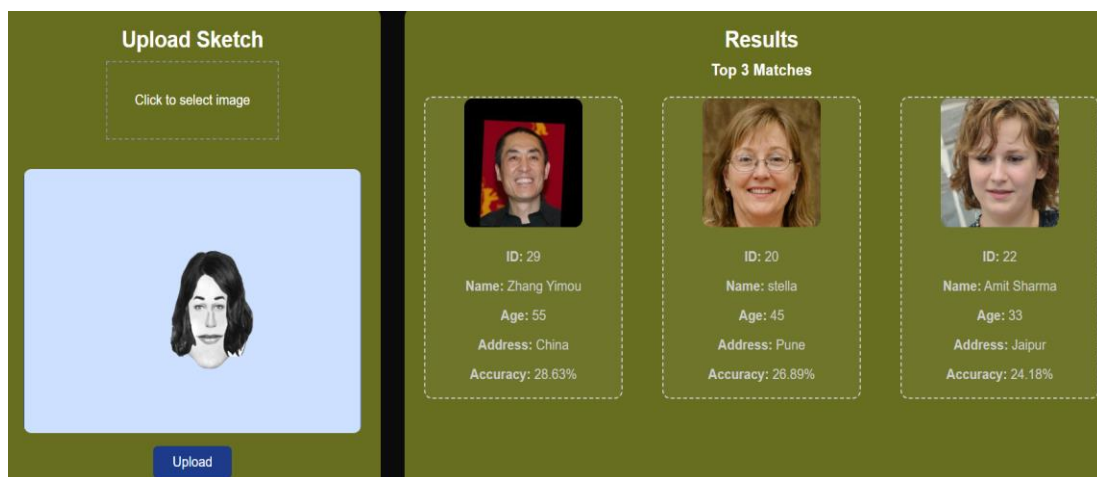 Upload Sketch
Click to select image
Upload
Results
Top 3 Matches
ID: 29
Name: Zhang Yimou
Age: 55
Address: China
Accuracy: 28.63%
ID: 20
Name: stella
Age: 45
Address: Pune
Accuracy: 26.89%
ID: 22
Name: Amit Sharma
Age: 33
Address: Jaipur
Accuracy: 24.18%